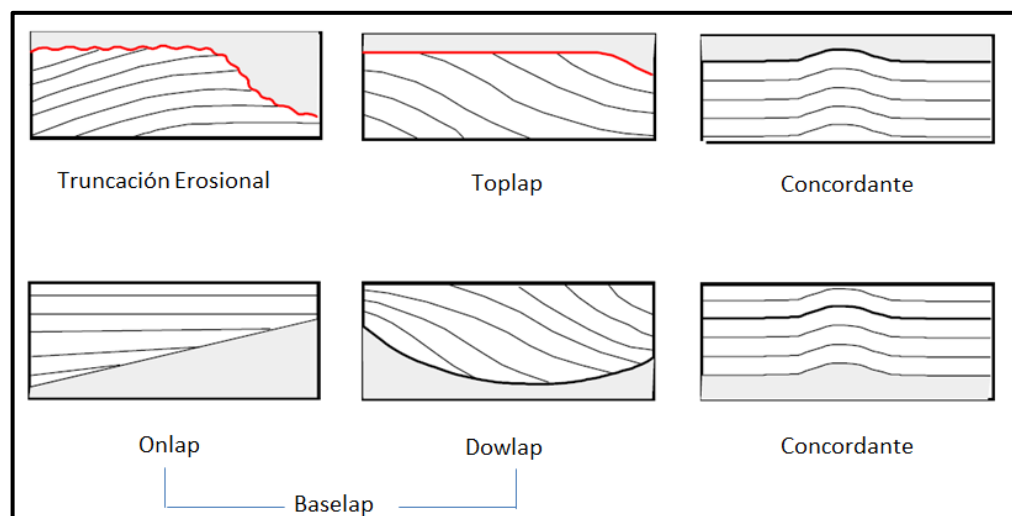 Truncación Erosional
Toplap
Concordante
Onlap
Dowlap
Concordante
Baselap